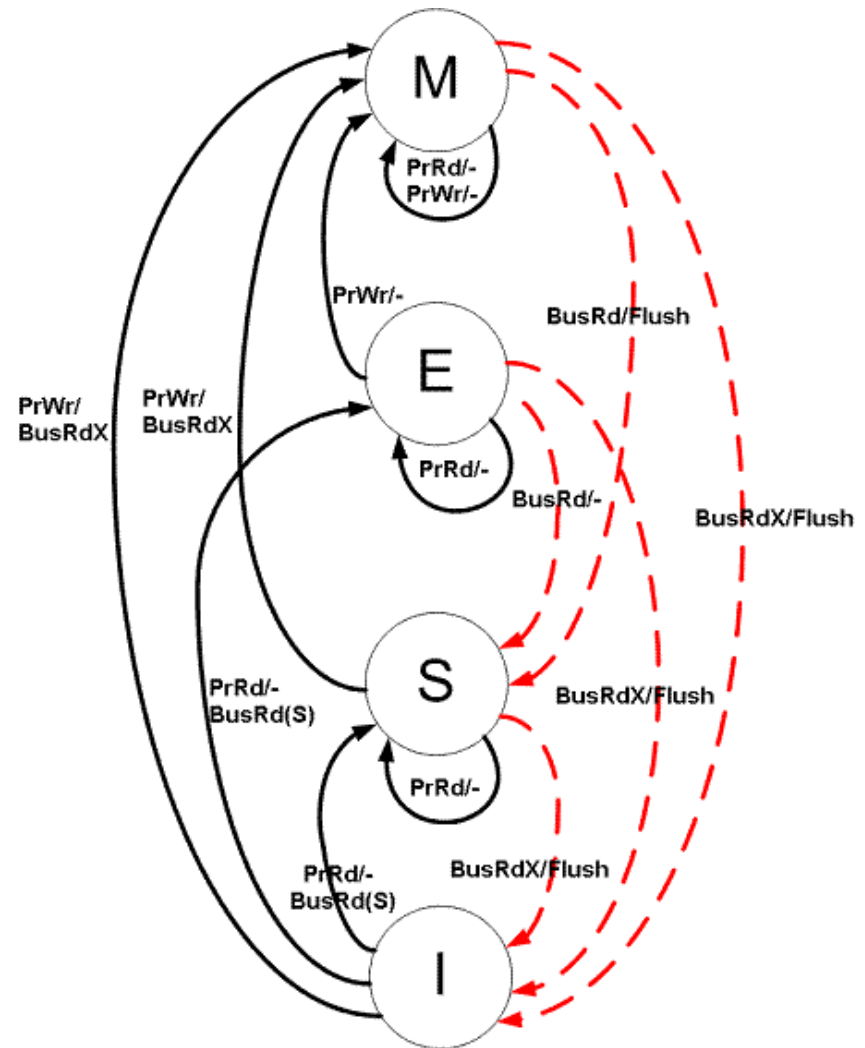 M
PrRd/-
PrWr/-
PrWr/-
BusRd/Flush
E
PrWr/
BusRdX
PrWr/
BusRdX
PrRd/-
BusRd/-
BusRdX/Flush
S
PrRd/-
BusRd(S)
BusRdX/Flush
PrRd/-
PrRd/-
BusRd(S)
BusRdX/Flush
I